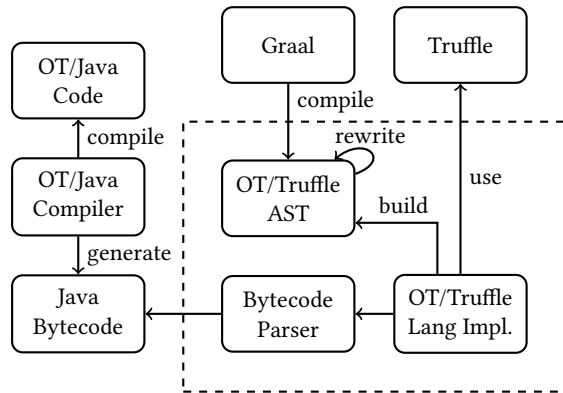 Graal
Truffle
OT/Java
Code
compile
compile
rewrite
OT/Java
Compiler
OT/Truffle
AST
use
build
generate
Java
Bytecode
Bytecode
Parser
OT/Truffle
Lang Impl.